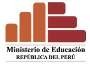 Ministerio de Educación
REPÚBLICA DEL PERÚ